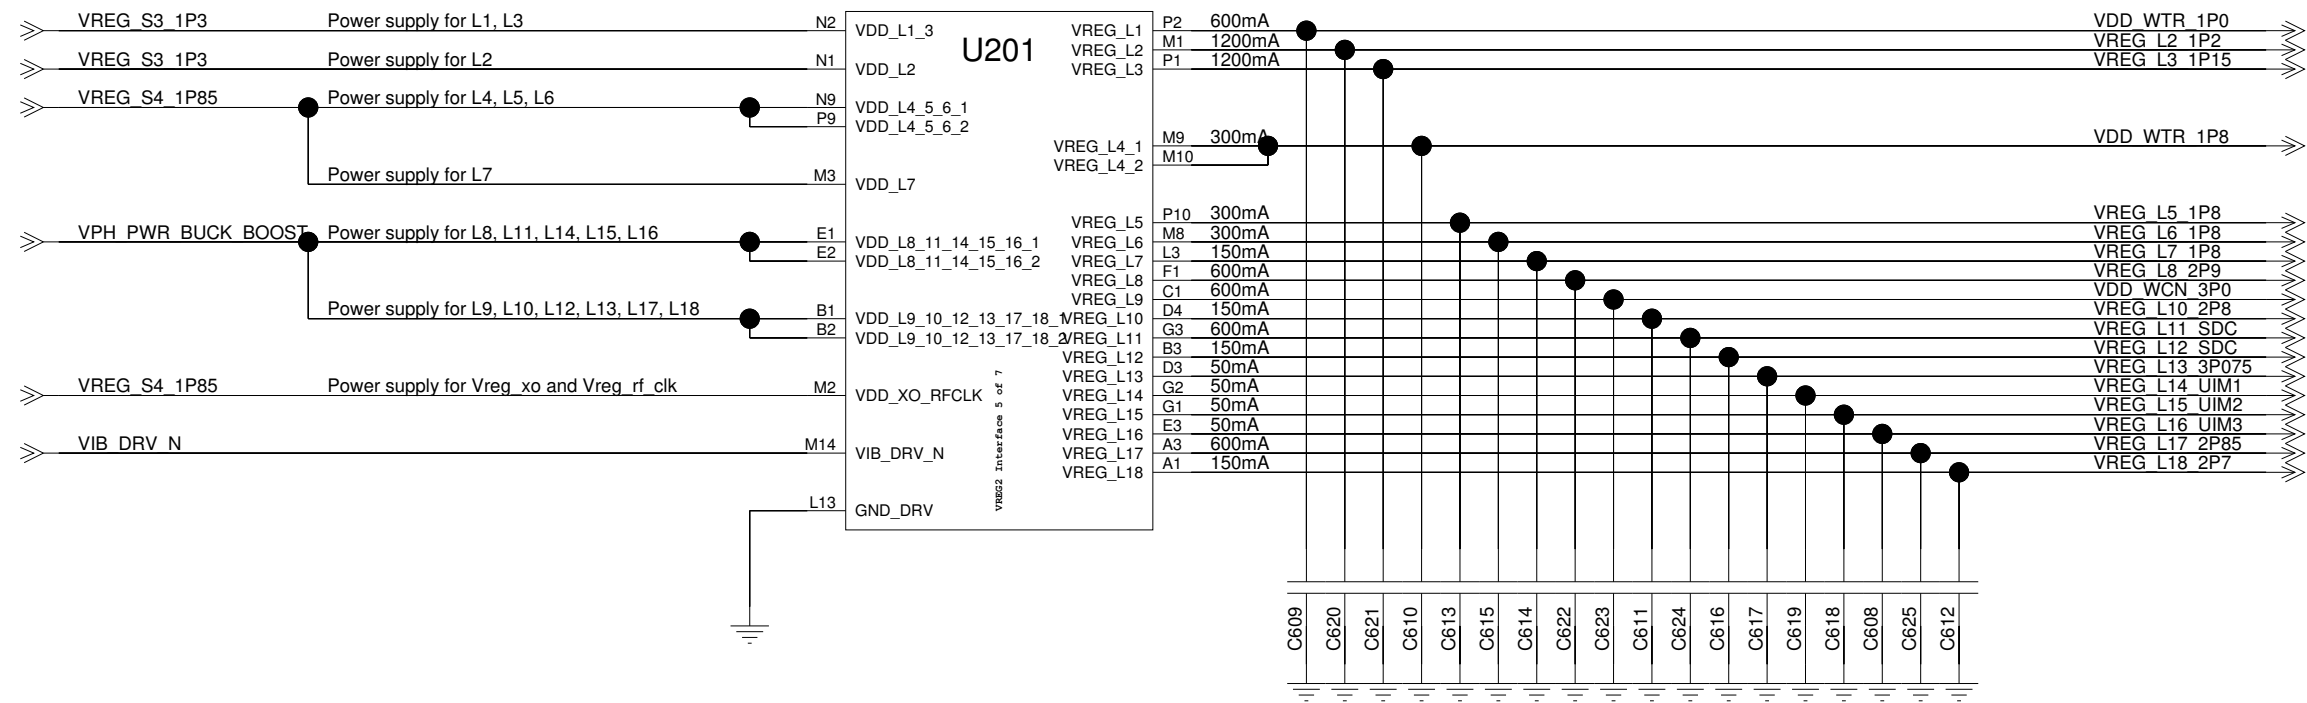 VREG_S3_1P3 Power supply for L1, L3 N2 VDD_L1_3
VREG_S3_1P3 Power supply for L2 N1 VDD_L2
VREG_S4_1P85 Power supply for L4, L5, L6 N9 VDD_L4_5_6_1
P9 VDD_L4_5_6_2
Power supply for L7 M3 VDD_L7
VPH_PWR_BUCK_BOOST Power supply for L8, L11, L14, L15, L16 E1 VDD_L8_11_14_15_16_1
E2 VDD_L8_11_14_15_16_2
Power supply for L9, L10, L12, L13, L17, L18 B1 VDD_L9_10_12_13_17_18_1
B2 VDD_L9_10_12_13_17_18_2
VREG_S4_1P85 Power supply for Vreg_xo and Vreg_rf_clk M2 VDD_XO_RFCLK
VIB_DRV_N M14 VIB_DRV_N
L13 GND_DRV
U201
VREG2 Interface 5 of 7
VREG_L1 P2 600mA VDD_WTR_1P0
VREG_L2 M1 1200mA VREG_L2_1P2
VREG_L3 P1 1200mA VREG_L3_1P15
VREG_L4_1 M9 300mA VDD_WTR_1P8
VREG_L4_2 M10
VREG_L5 P10 300mA VREG_L5_1P8
VREG_L6 M8 300mA VREG_L6_1P8
VREG_L7 L3 150mA VREG_L7_1P8
VREG_L8 F1 600mA VREG_L8_2P9
VREG_L9 C1 600mA VDD_WCN_3P0
VREG_L10 D4 150mA VREG_L10_2P8
VREG_L11 G3 600mA VREG_L11_SDC
VREG_L12 B3 150mA VREG_L12_SDC
VREG_L13 D3 50mA VREG_L13_3P075
VREG_L14 G2 50mA VREG_L14_UIM1
VREG_L15 G1 50mA VREG_L15_UIM2
VREG_L16 E3 50mA VREG_L16_UIM3
VREG_L17 A3 600mA VREG_L17_2P85
VREG_L18 A1 150mA VREG_L18_2P7
C609 C620 C621 C610 C613 C615 C614 C622 C623 C611 C624 C616 C617 C619 C618 C608 C625 C612